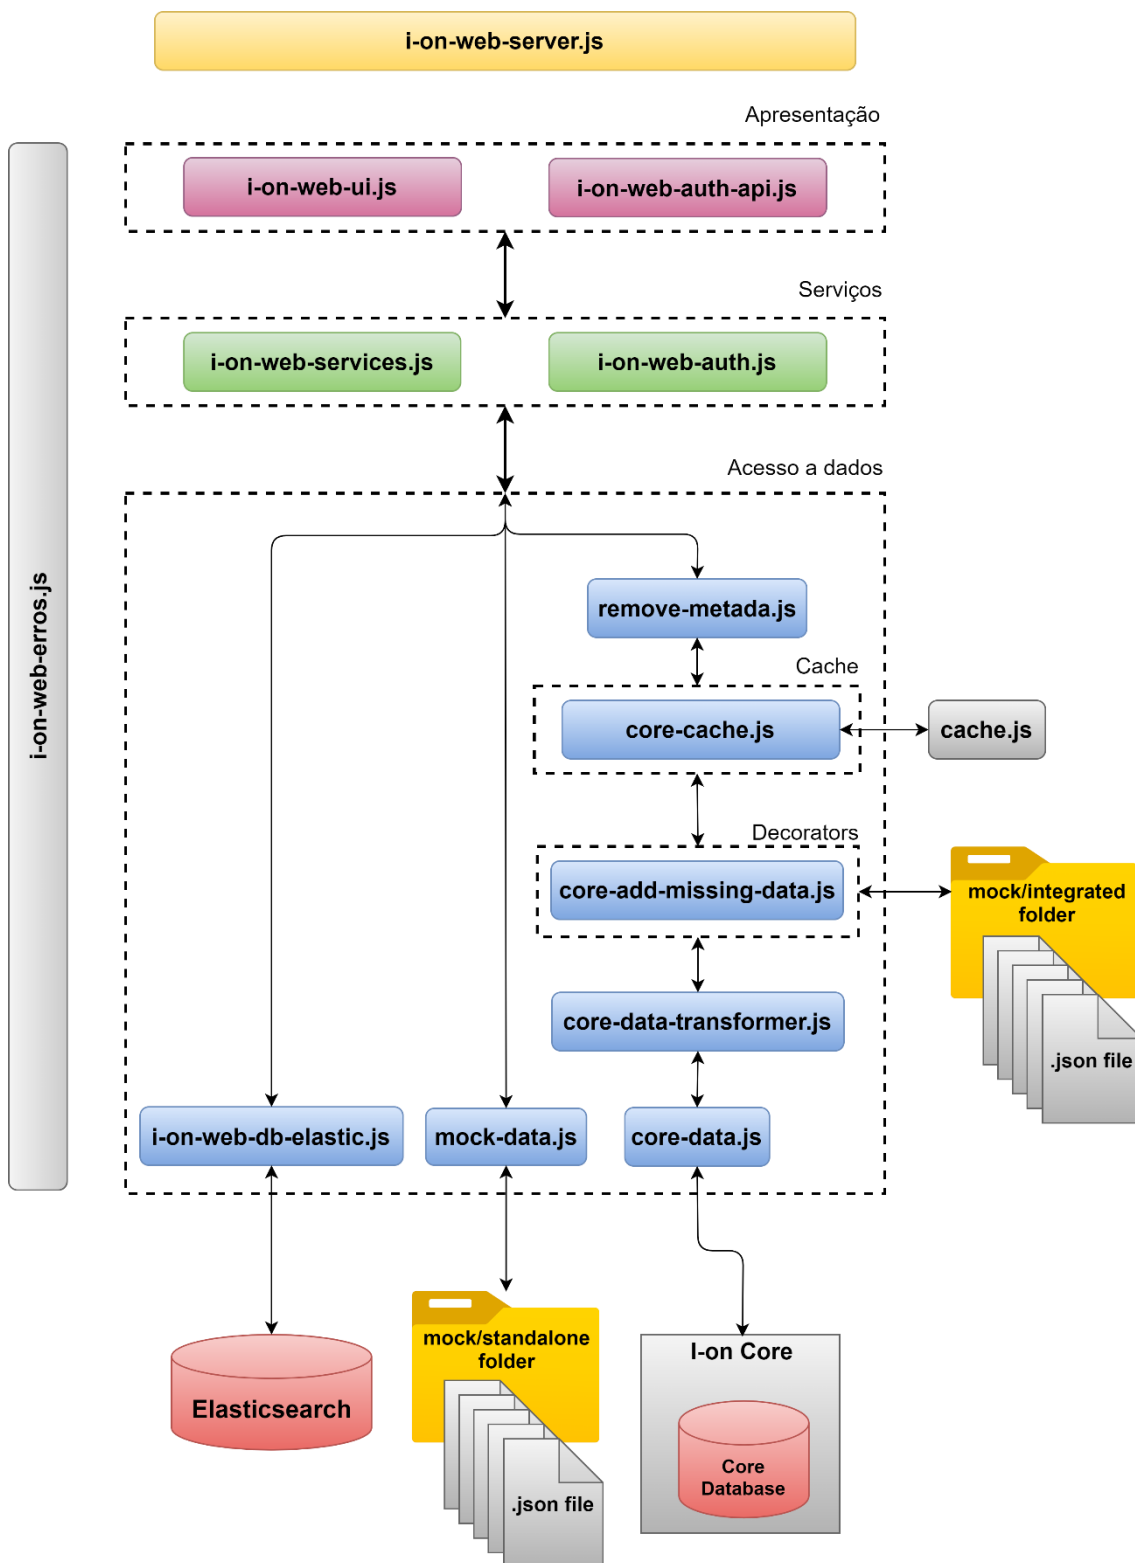 i-on-web-server.js
Apresentação
i-on-web-ui.js
i-on-web-auth-api.js
Serviços
i-on-web-services.js
i-on-web-auth.js
Acesso a dados
i-on-web-erros.js
remove-metada.js
Cache
core-cache.js
cache.js
Decorators
core-add-missing-data.js
mock/integrated
folder
.json file
core-data-transformer.js
i-on-web-db-elastic.js
mock-data.js
core-data.js
Elasticsearch
mock/standalone
folder
.json file
I-on Core
Core
Database